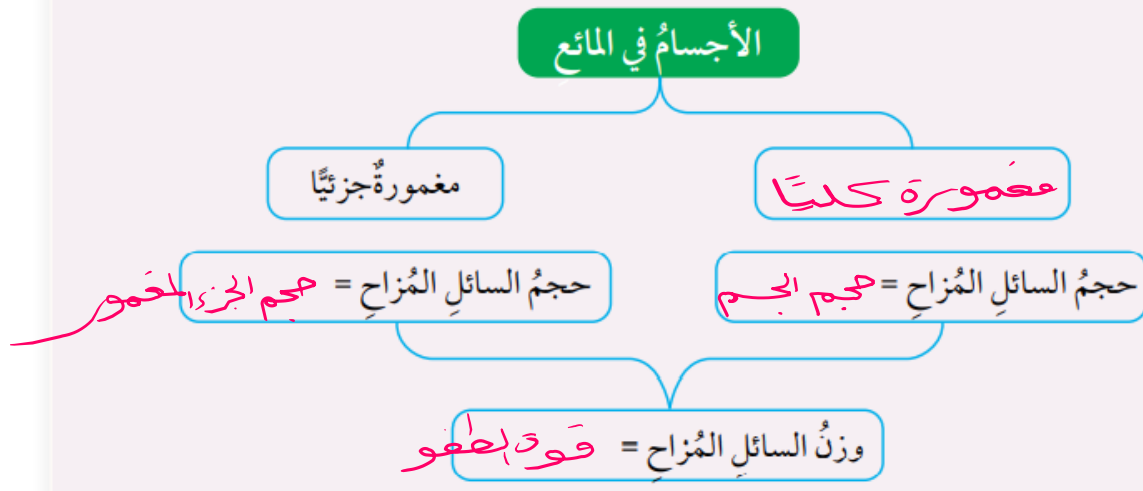 الأجسامُ في المائعِ
مغمورة كليًا
مغمورةٌ جزئيًّا
حجمُ السائلِ المُزاحِ = حجم الجسم
حجمُ السائلِ المُزاحِ = حجم الجزء المغمور
وزنُ السائلِ المُزاحِ = قوة الطفو